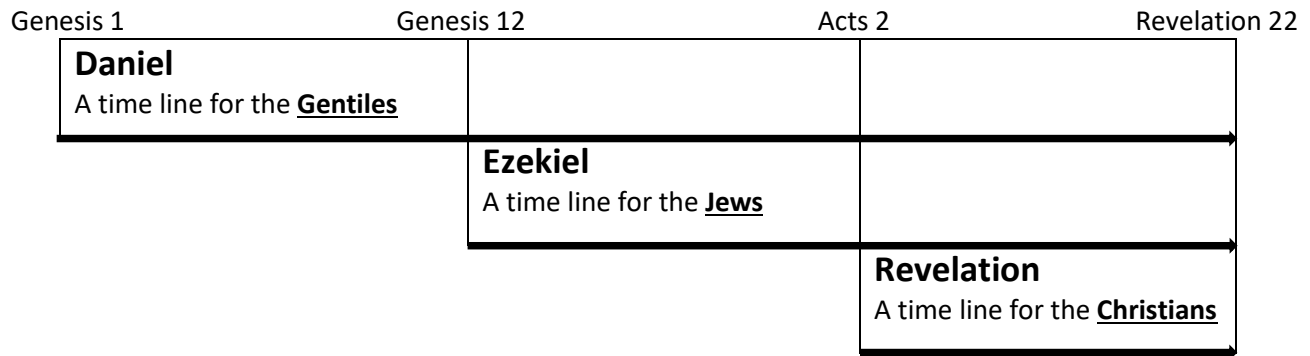 Genesis 1 Genesis 12 Acts 2 Revelation 22
Daniel
A time line for the Gentiles
Ezekiel
A time line for the Jews
Revelation
A time line for the Christians